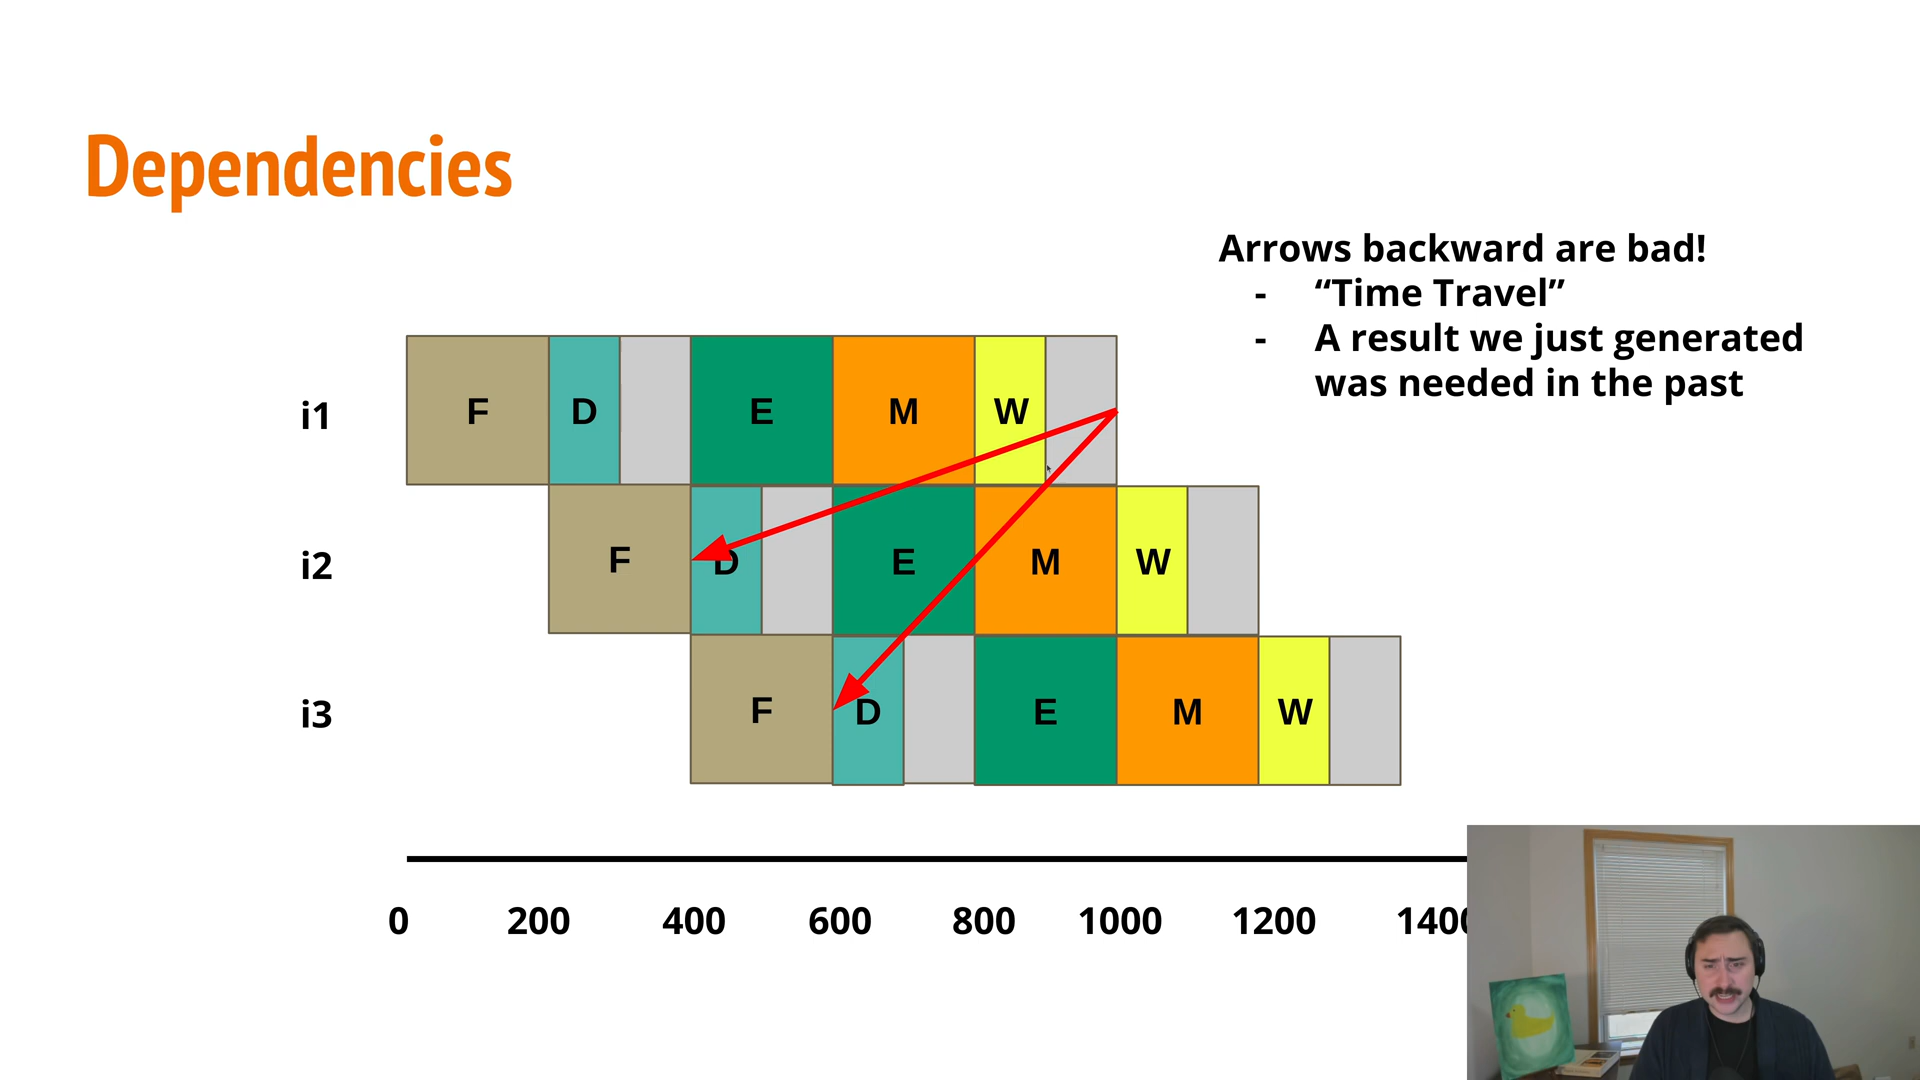 Dependencies
Arrows backward are bad!
- “Time Travel”
- A result we just generated
was needed in the past
i1 F D E M W
i2 F D E M W
i3 F D E M W
0 200 400 600 800 1000 1200 1400